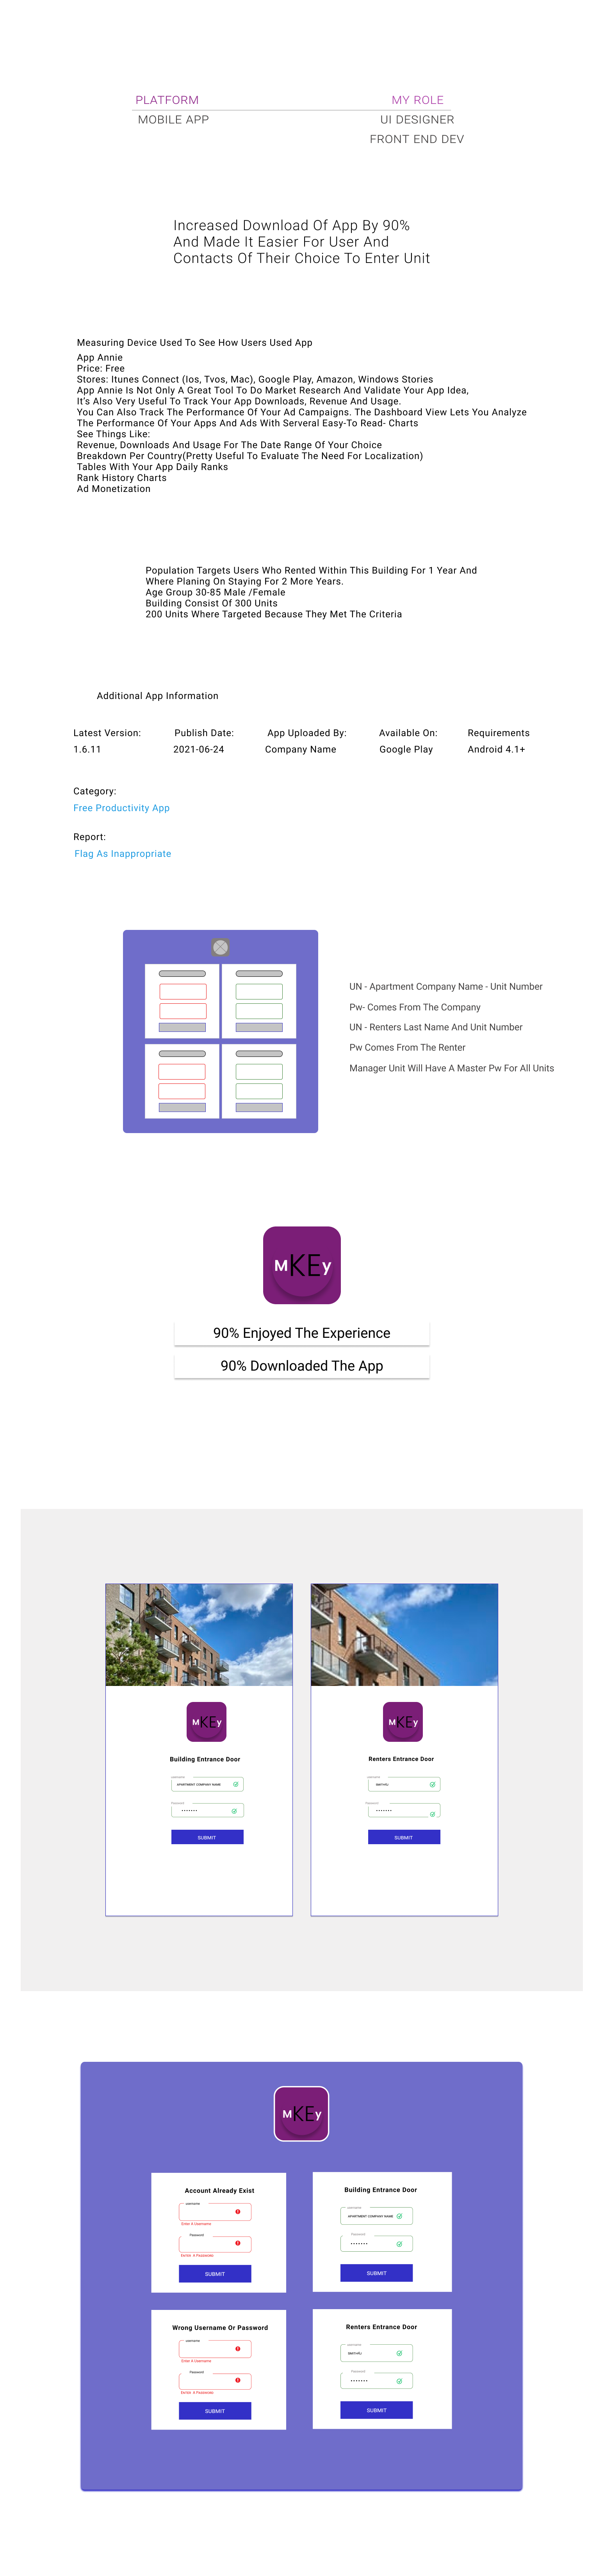 PLATFORM
MY ROLE
MOBILE APP
UI DESIGNER
FRONT END DEV
Increased Download Of App By 90%
And Made It Easier For User And
Contacts Of Their Choice To Enter Unit
Measuring Device Used To See How Users Used App
App Annie
Price: Free
Stores: Itunes Connect (Ios, Tvos, Mac), Google Play, Amazon, Windows Stories
App Annie Is Not Only A Great Tool To Do Market Research And Validate Your App Idea,
It's Also Very Useful To Track Your App Downloads, Revenue And Usage.
You Can Also Track The Performance Of Your Ad Campaigns. The Dashboard View Lets You Analyze
The Performance Of Your Apps And Ads With Serveral Easy-To Read- Charts
See Things Like:
Revenue, Downloads And Usage For The Date Range Of Your Choice
Breakdown Per Country(Pretty Useful To Evaluate The Need For Localization)
Tables With Your App Daily Ranks
Rank History Charts
Ad Monetization
Population Targets Users Who Rented Within This Building For 1 Year And
Where Planing On Staying For 2 More Years.
Age Group 30-85 Male /Female
Building Consist Of 300 Units
200 Units Where Targeted Because They Met The Criteria
Additional App Information
Latest Version:
Publish Date:
App Uploaded By:
Available On:
Requirements
1.6.11
2021-06-24
Company Name
Google Play
Android 4.1+
Category:
Free Productivity App
Report:
Flag As Inappropriate
UN - Apartment Company Name - Unit Number
Pw- Comes From The Company
UN - Renters Last Name And Unit Number
Pw Comes From The Renter
Manager Unit Will Have A Master Pw For All Units
MKEy
90% Enjoyed The Experience
90% Downloaded The App
MKEy
Building Entrance Door
username
APARTMENT COMPANY NAME
Password
SUBMIT
MKEy
Renters Entrance Door
username
Password
SUBMIT
MKEy
Account Already Exist
username
Enter A Username
Password
SUBMIT
Building Entrance Door
username
APARTMENT COMPANY NAME
Password
SUBMIT
Wrong Username Or Password
username
Enter A Username
Password
SUBMIT
Renters Entrance Door
username
Password
SUBMIT